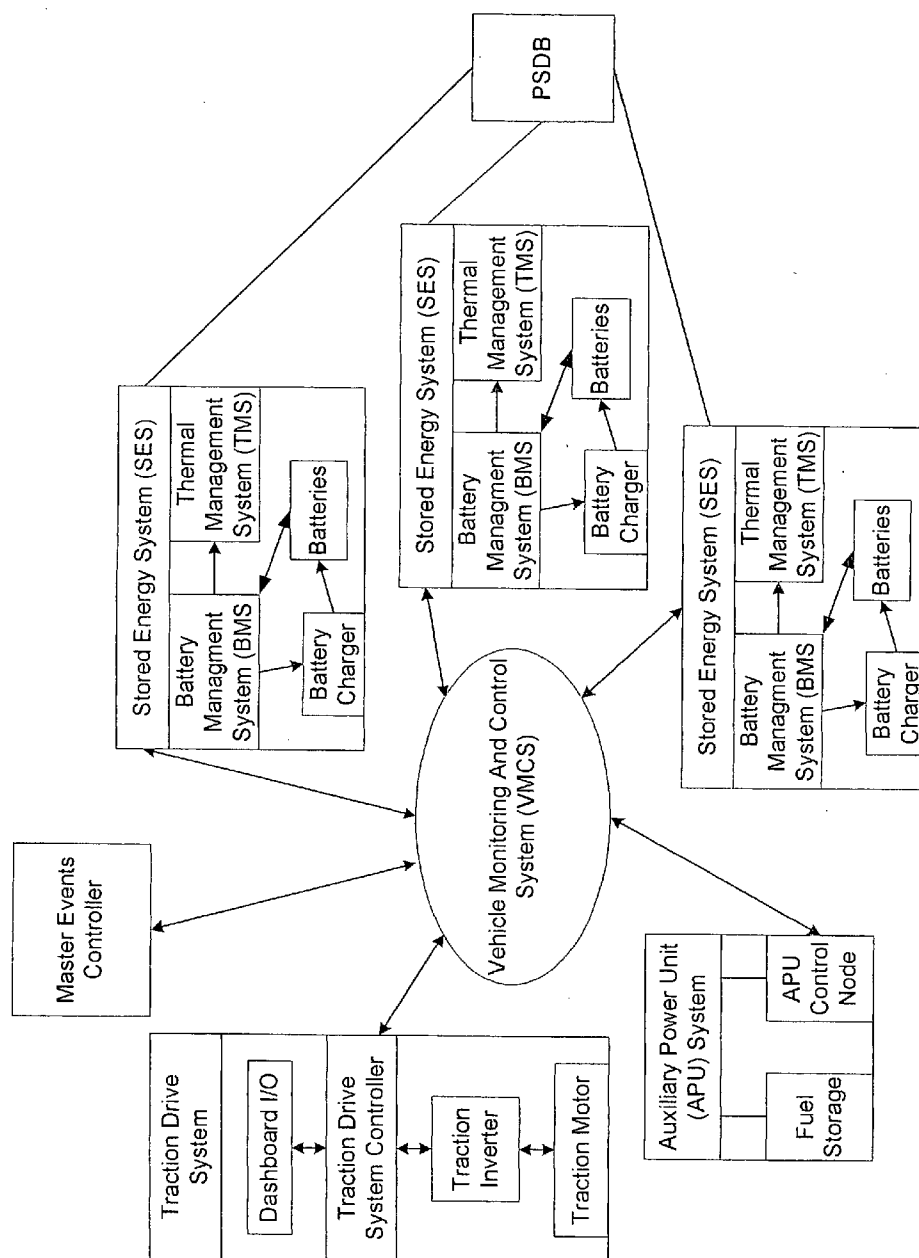 Master Events
Controller
Traction Drive
System
Dashboard I/O
Traction Drive
System Controller
Traction
Inverter
Traction Motor
Vehicle Monitoring And Control
System (VMCS)
Auxiliary Power Unit
(APU) System
Fuel
Storage
APU
Control
Node
Stored Energy System (SES)
Battery
Managment
System (BMS)
Thermal
Management
System (TMS)
Battery
Charger
Batteries
Stored Energy System (SES)
Battery
Managment
System (BMS)
Thermal
Management
System (TMS)
Battery
Charger
Batteries
Stored Energy System (SES)
Battery
Managment
System (BMS
Thermal
Management
System (TMS)
Battery
Charger
Batteries
PSDB